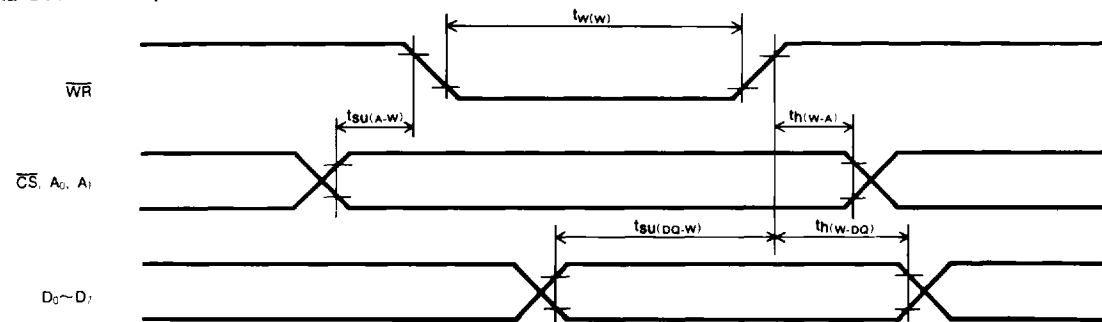 tW(W)
WR
tsu(A-W)
th(W-A)
CS, A0, A1
tsu(DQ-W)
th(W-DQ)
D0~D7